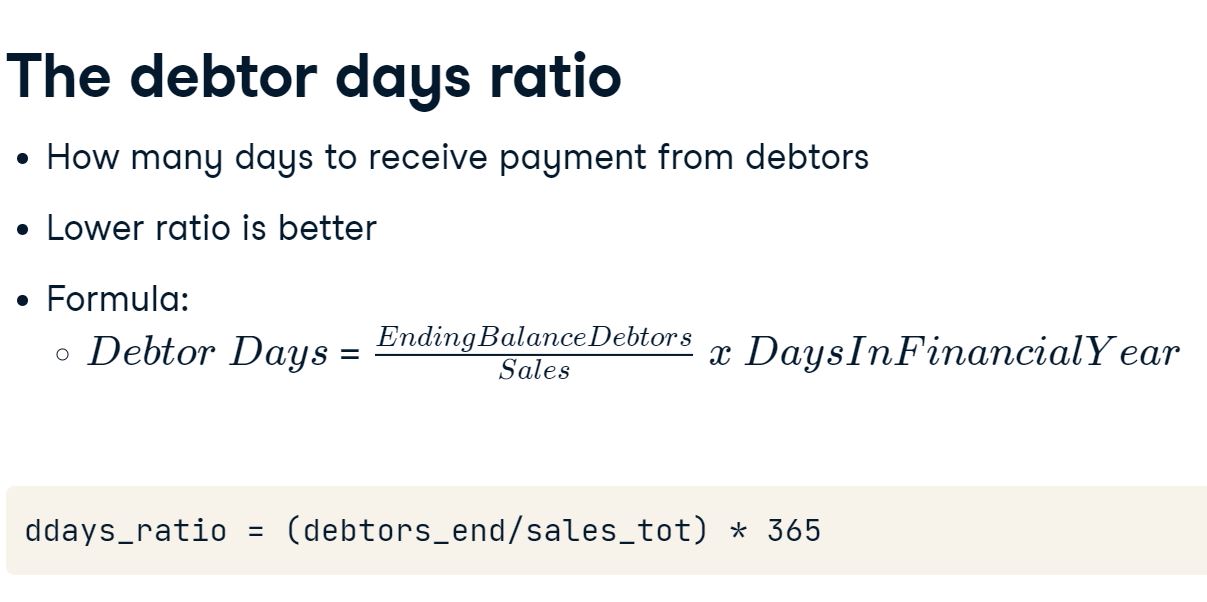 The debtor days ratio
• How many days to receive payment from debtors
• Lower ratio is better
• Formula:
○ Debtor Days = EndingBalanceDebtors/Sales x DaysInFinancialYear
ddays_ratio = (debtors_end/sales_tot) * 365